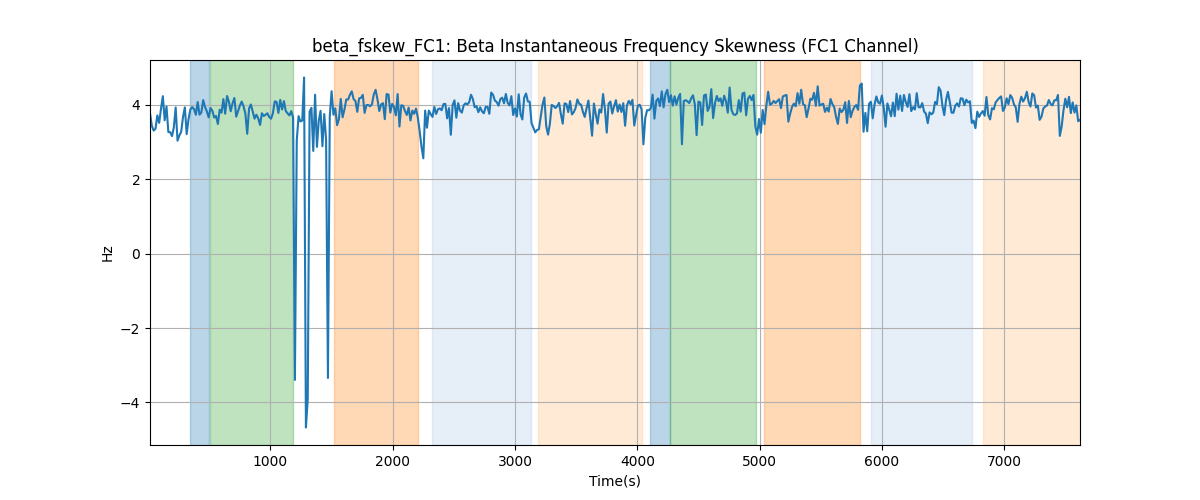 beta_fskew_FC1: Beta Instantaneous Frequency Skewness (FC1 Channel)
Hz
4
2
0
−2
−4
1000 2000 3000 4000 5000 6000 7000
Time(s)